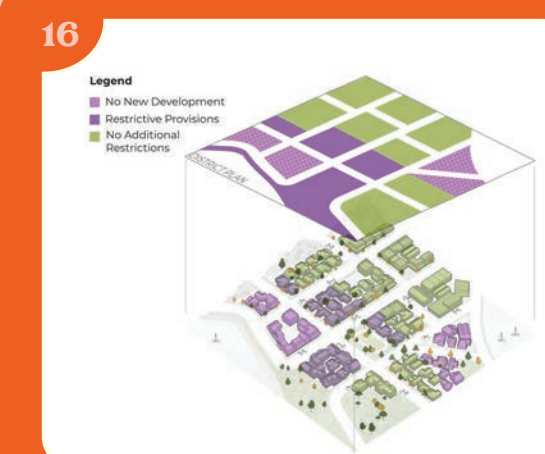 16
Legend
No New Development
Restrictive Provisions
No Additional
Restrictions
DISTRICT PLAN